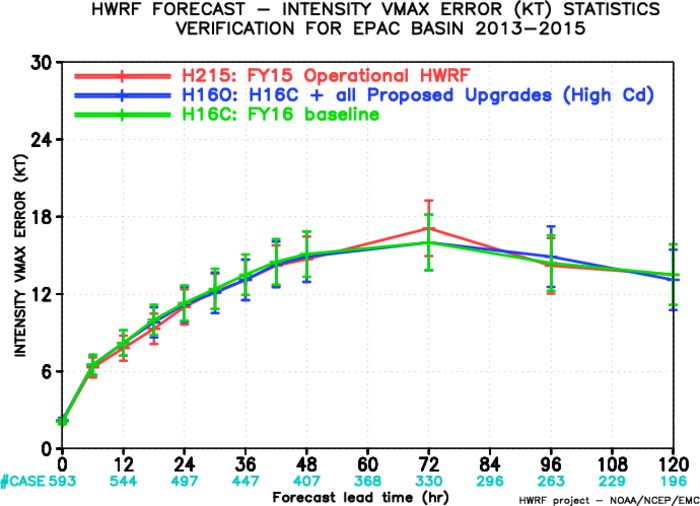 HWRF FORECAST – INTENSITY VMAX ERROR (KT) STATISTICS
VERIFICATION FOR EPAC BASIN 2013–2015
H215: FY15 Operational HWRF
H16O: H16C + all Proposed Upgrades (High Cd)
H16C: FY16 baseline
INTENSITY VMAX ERROR (KT)
30
24
18
12
6
0
0 12 24 36 48 60 72 84 96 108 120
#CASE 593 544 497 447 407 368 330 296 263 229 196
Forecast lead time (hr)
HWRF project – NOAA/NCEP/EMC